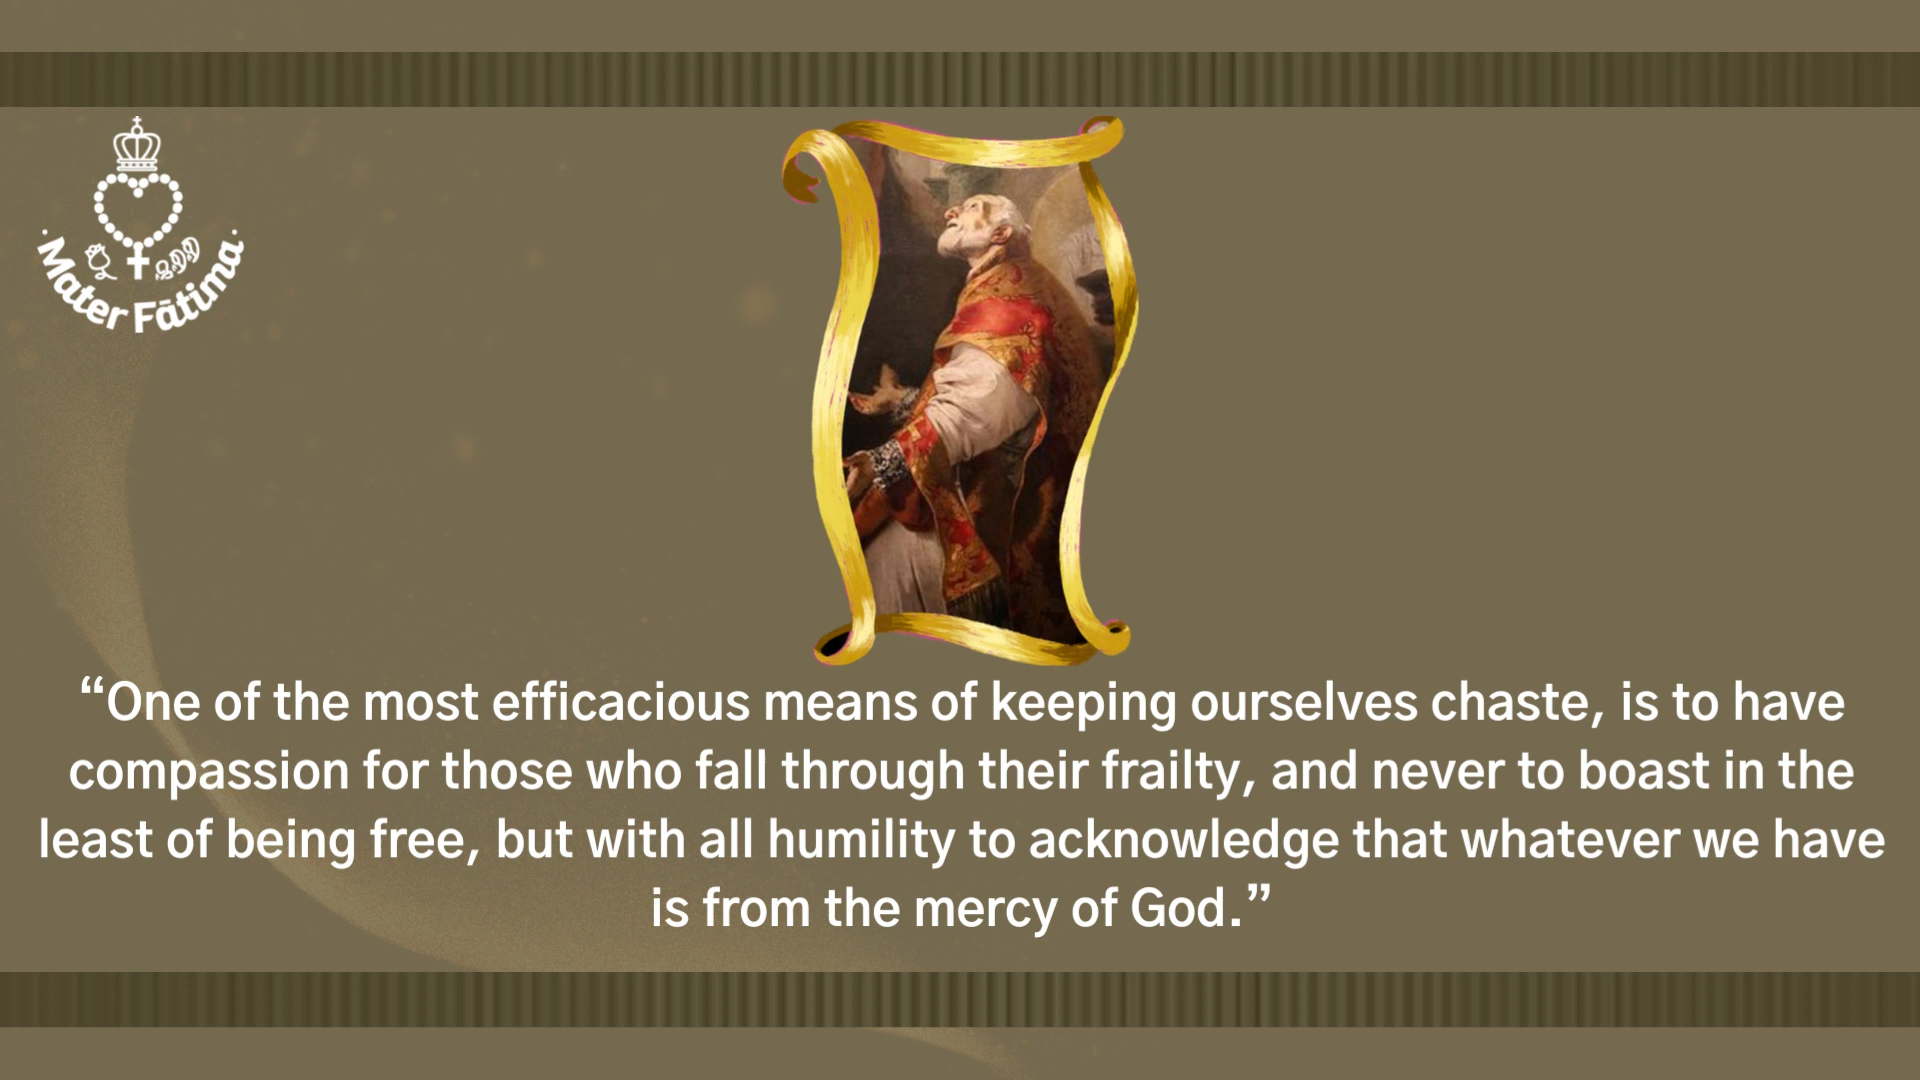 Mater Fātima
“One of the most efficacious means of keeping ourselves chaste, is to have
compassion for those who fall through their frailty, and never to boast in the
least of being free, but with all humility to acknowledge that whatever we have
is from the mercy of God.”